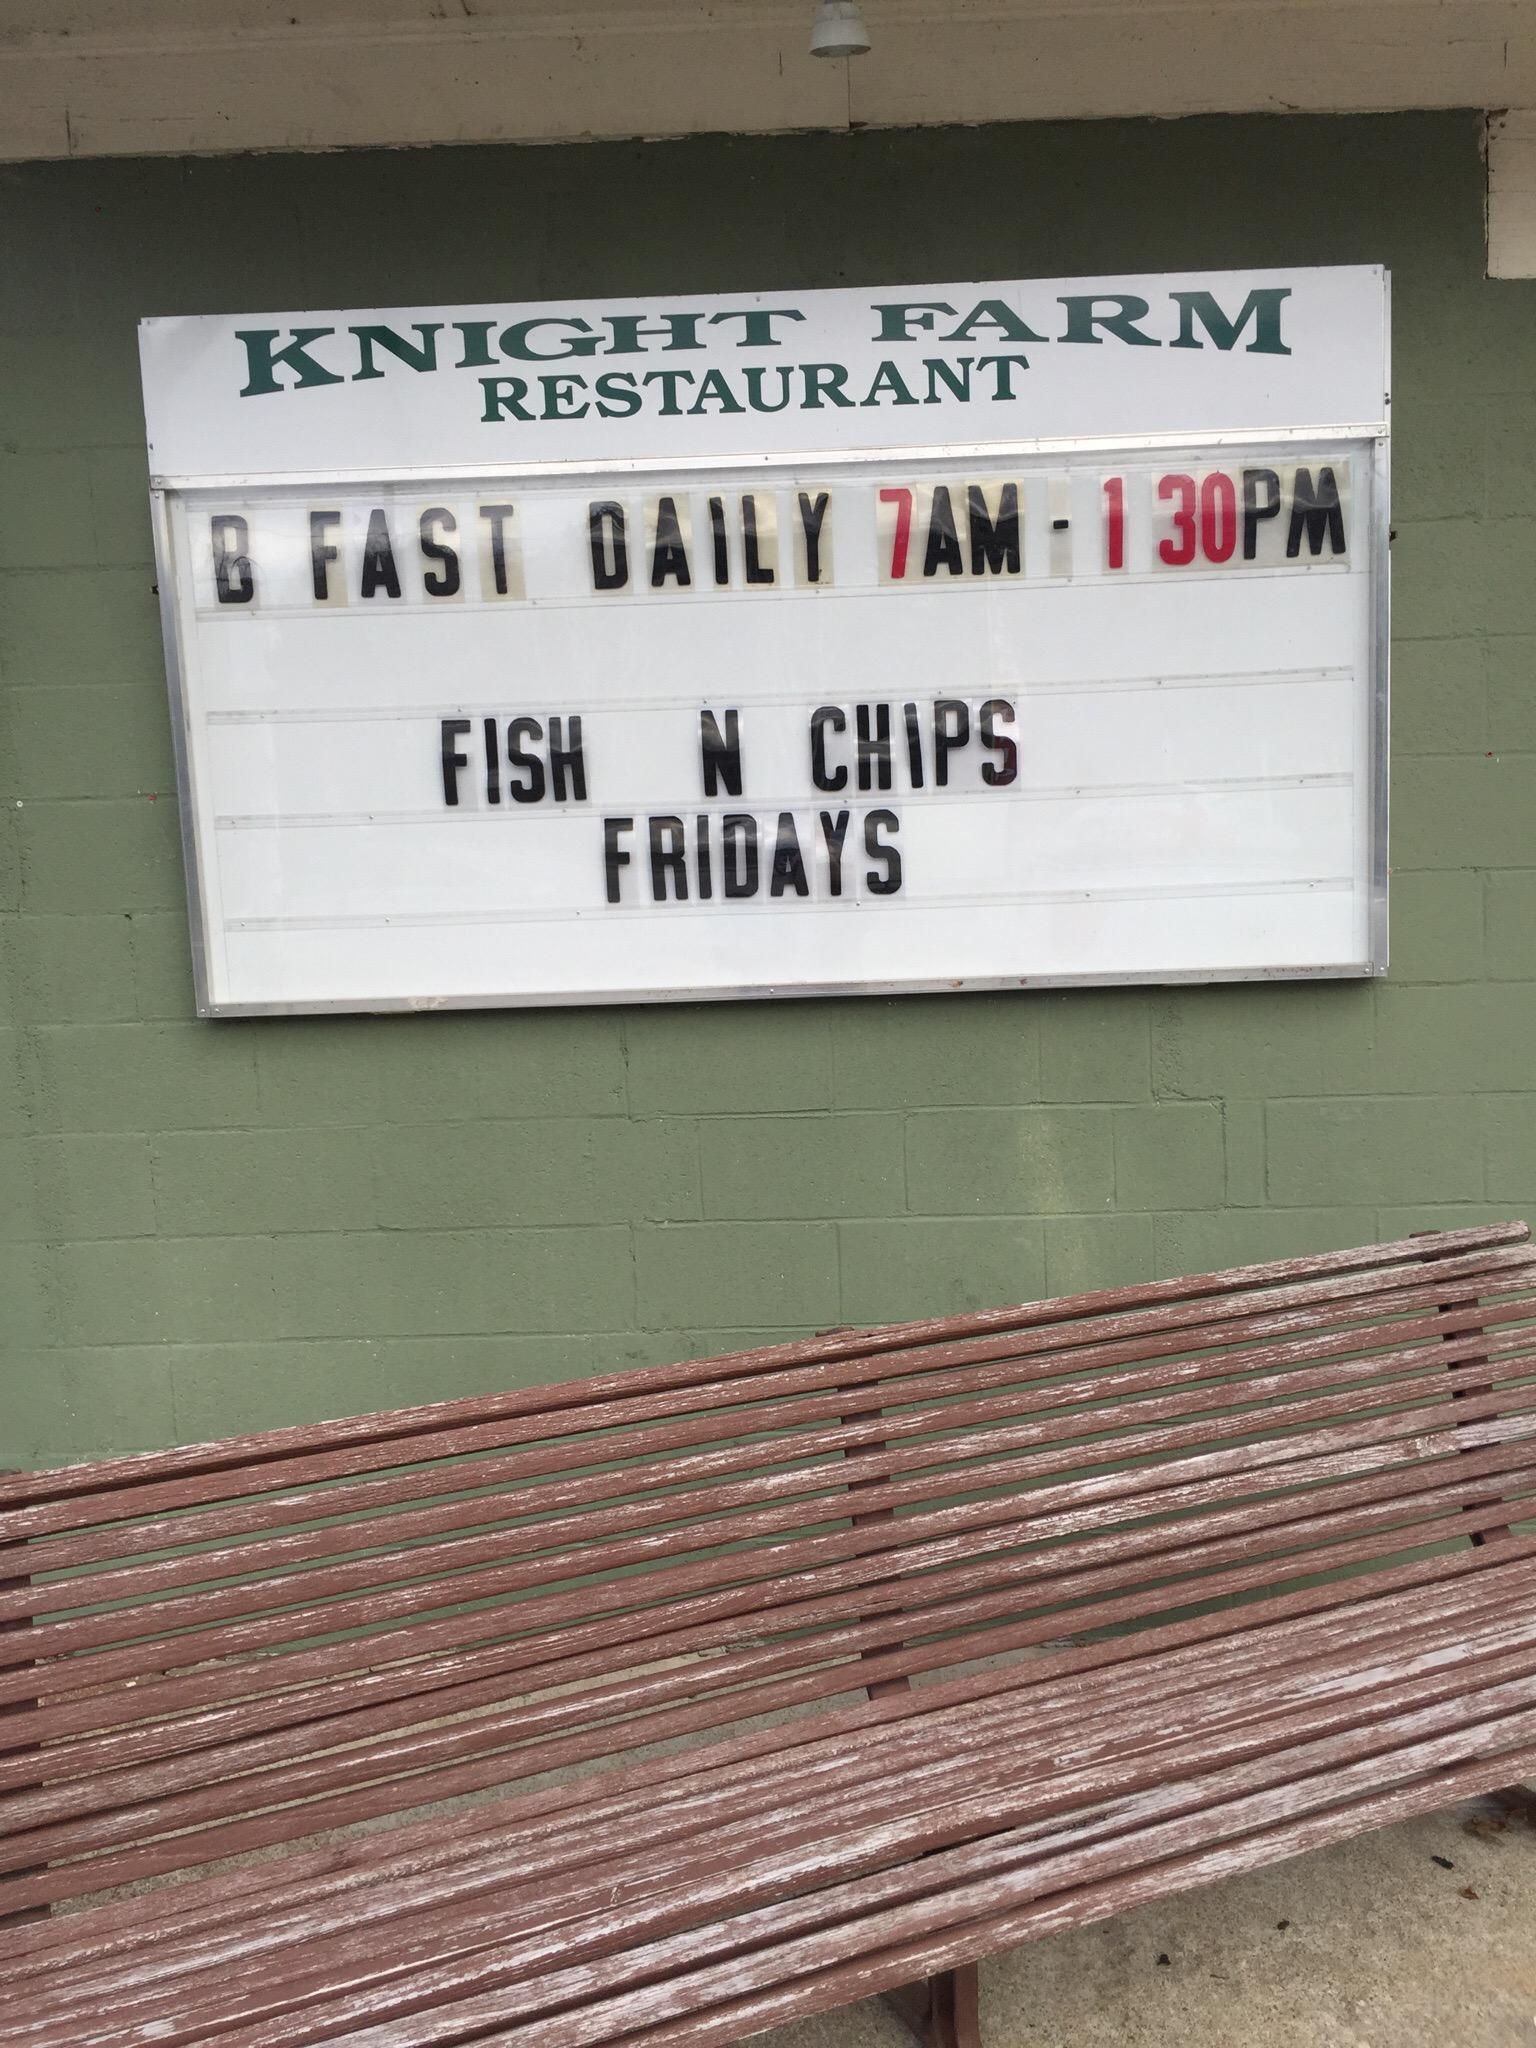 KNIGHT FARM
RESTAURANT
B FAST DAILY 7AM - 1 30PM
FISH N CHIPS
FRIDAYS